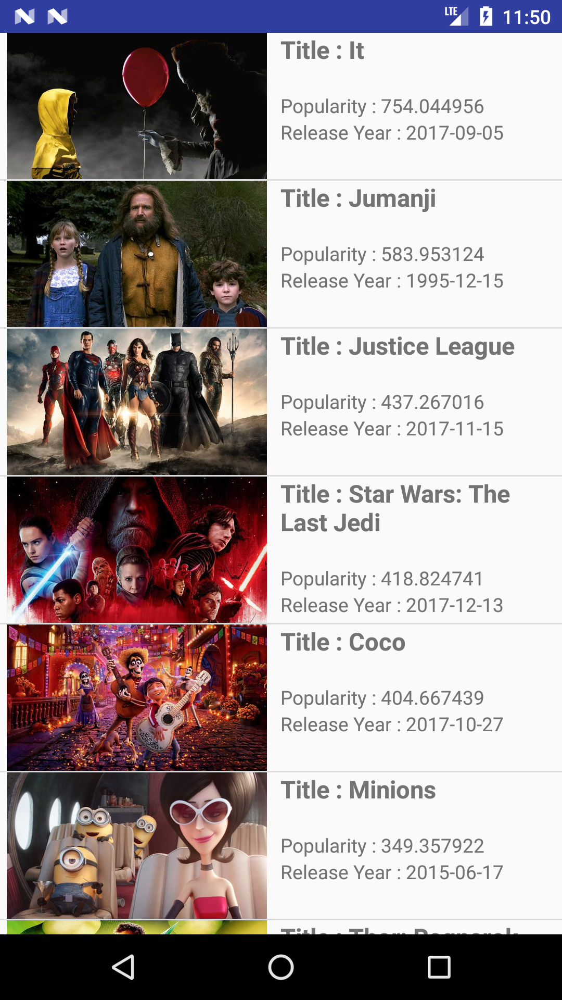 LTE 11:50
Title : It
Popularity : 754.044956
Release Year : 2017-09-05
Title : Jumanji
Popularity : 583.953124
Release Year : 1995-12-15
Title : Justice League
Popularity : 437.267016
Release Year : 2017-11-15
Title : Star Wars: The
Last Jedi
Popularity : 418.824741
Release Year : 2017-12-13
Title : Coco
Popularity : 404.667439
Release Year : 2017-10-27
Title : Minions
Popularity : 349.357922
Release Year : 2015-06-17
Title : Thor: Ragnarok